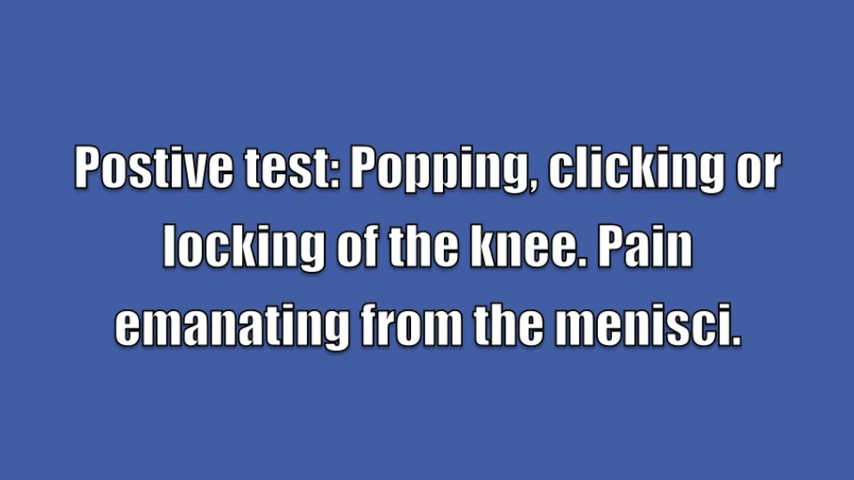 Postive test: Popping, clicking or
locking of the knee. Pain
emanating from the menisci.